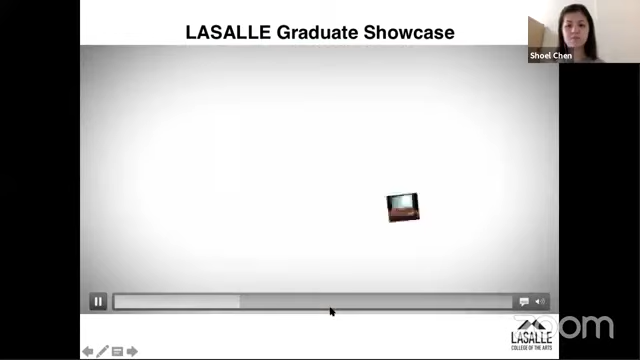 LASALLE Graduate Showcase
Shoel Chen
zoom
LASALLE
COLLEGE OF THE ARTS